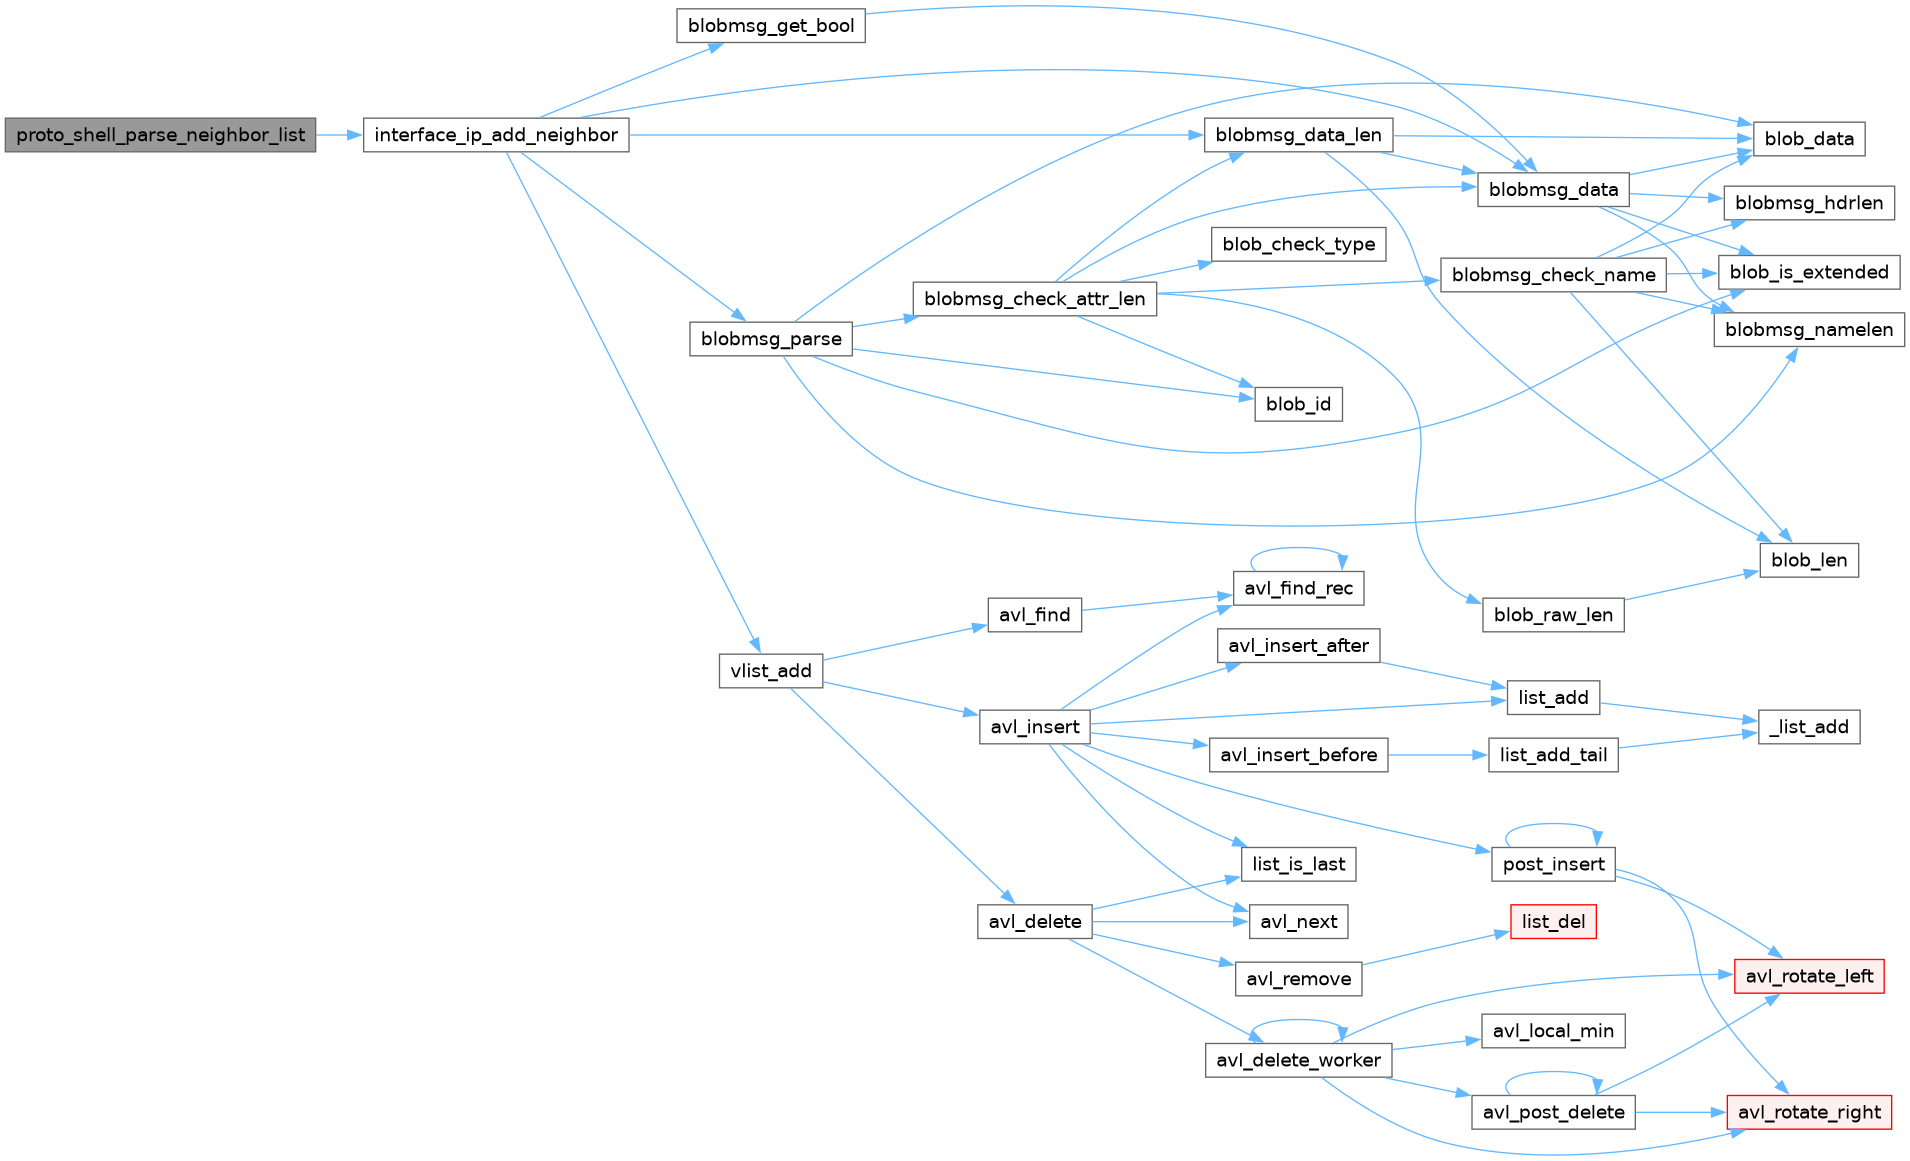 proto_shell_parse_neighbor_list
interface_ip_add_neighbor
blobmsg_get_bool
blobmsg_data_len
blobmsg_data
blob_data
blobmsg_hdrlen
blob_check_type
blobmsg_check_name
blob_is_extended
blobmsg_check_attr_len
blobmsg_namelen
blobmsg_parse
blob_id
blob_len
avl_find_rec
avl_find
blob_raw_len
avl_insert_after
vlist_add
list_add
avl_insert
_list_add
avl_insert_before
list_add_tail
list_is_last
post_insert
avl_delete
avl_next
list_del
avl_remove
avl_rotate_left
avl_local_min
avl_delete_worker
avl_post_delete
avl_rotate_right